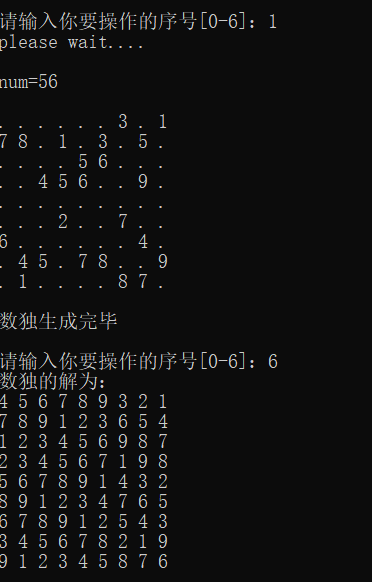 请输入你要操作的序号[0-6]: 1
please wait....
num=56
. . . . . . 3 . 1
7 8 . 1 . 3 . 5 .
. . . . 5 6 . . .
. . 4 5 6 . . 9 .
. . . . . . . . .
. . . 2 . . 7 . .
6 . . . . . . 4 .
. 4 5 . 7 8 . . 9
. 1 . . . . 8 7 .
数独生成完毕
请输入你要操作的序号[0-6]: 6
数独的解为:
4 5 6 7 8 9 3 2 1
7 8 9 1 2 3 6 5 4
1 2 3 4 5 6 9 8 7
2 3 4 5 6 7 1 9 8
5 6 7 8 9 1 4 3 2
8 9 1 2 3 4 7 6 5
6 7 8 9 1 2 5 4 3
3 4 5 6 7 8 2 1 9
9 1 2 3 4 5 8 7 6